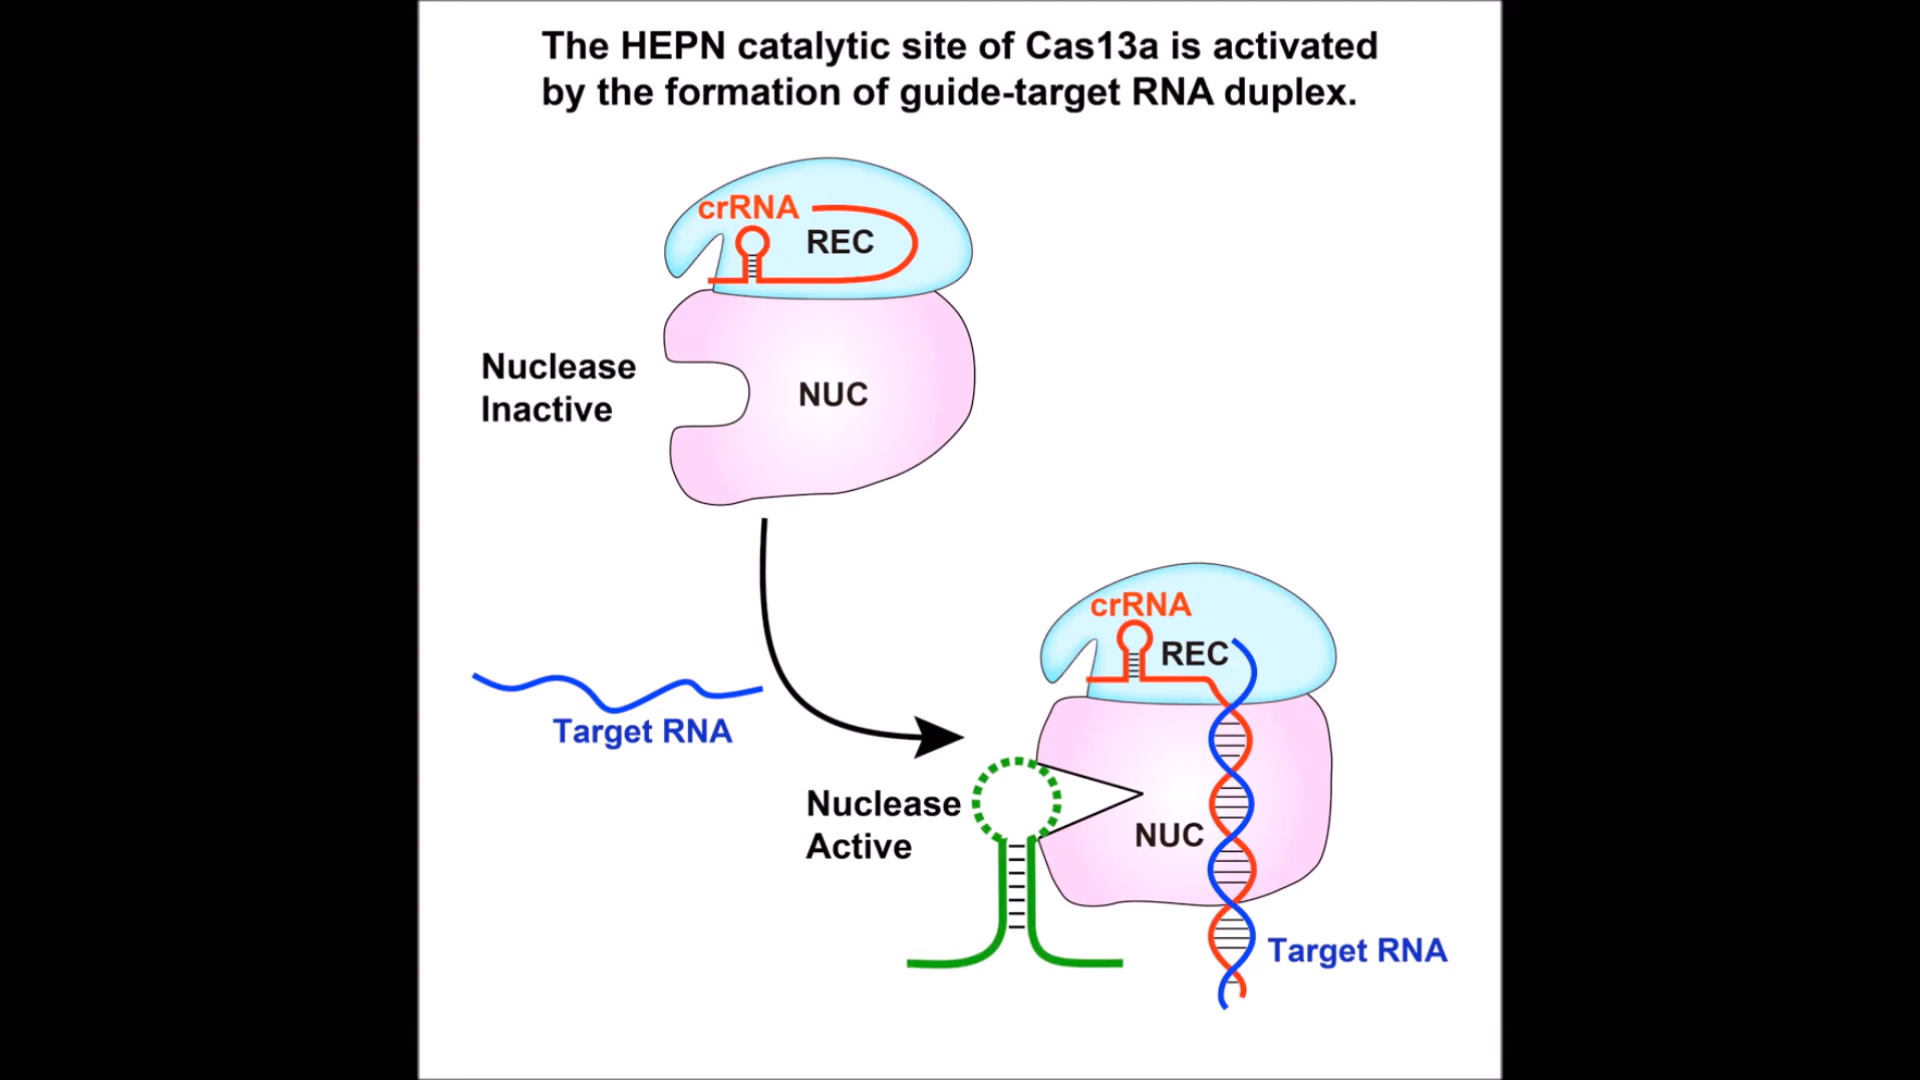 The HEPN catalytic site of Cas13a is activated
by the formation of guide-target RNA duplex.
crRNA
REC
Nuclease
Inactive
NUC
crRNA
REC
Target RNA
Nuclease
Active
NUC
Target RNA